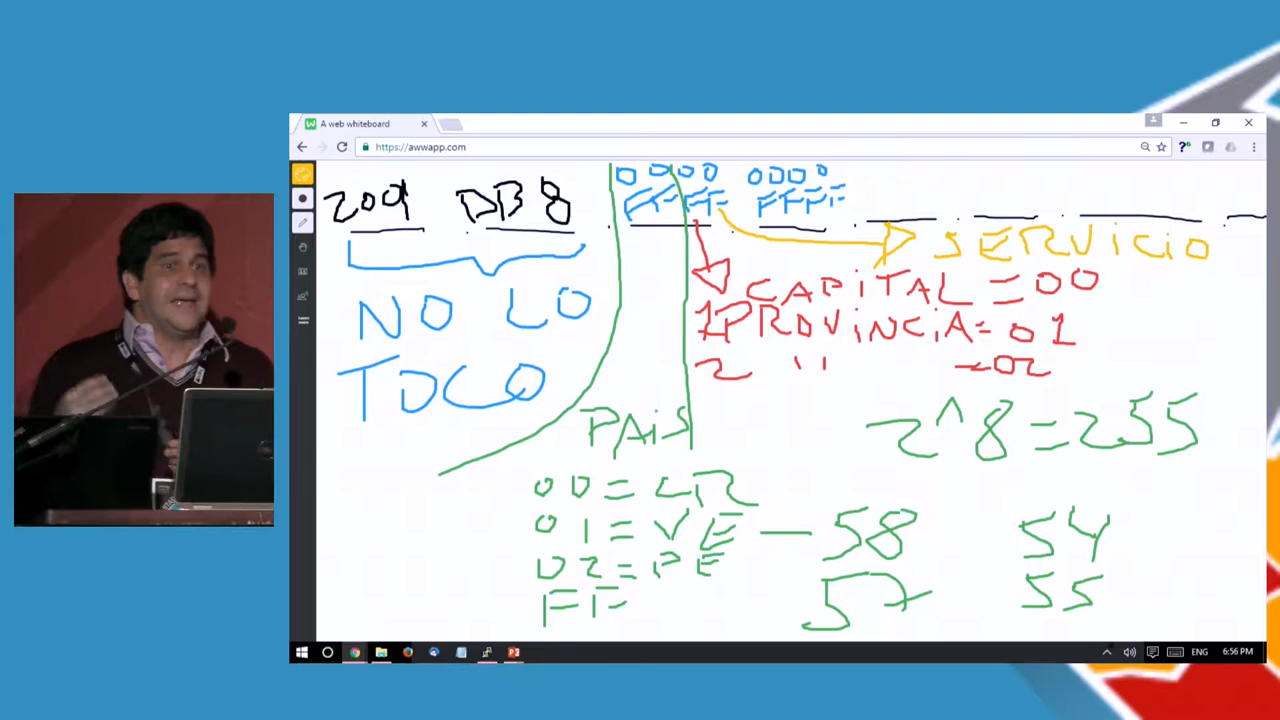 A web whiteboard
https://awwapp.com
0000 0000
2001 DB8 FFFF FFFF
SERVICIO
NO LO
TOCO
CAPITAL = 00
1 PROVINCIA = 01
2 '' = 02
PAIS
2^8 = 255
00 = CR
01 = VE — 58 54
02 = PE
FF 57 55
ENG 6:56 PM